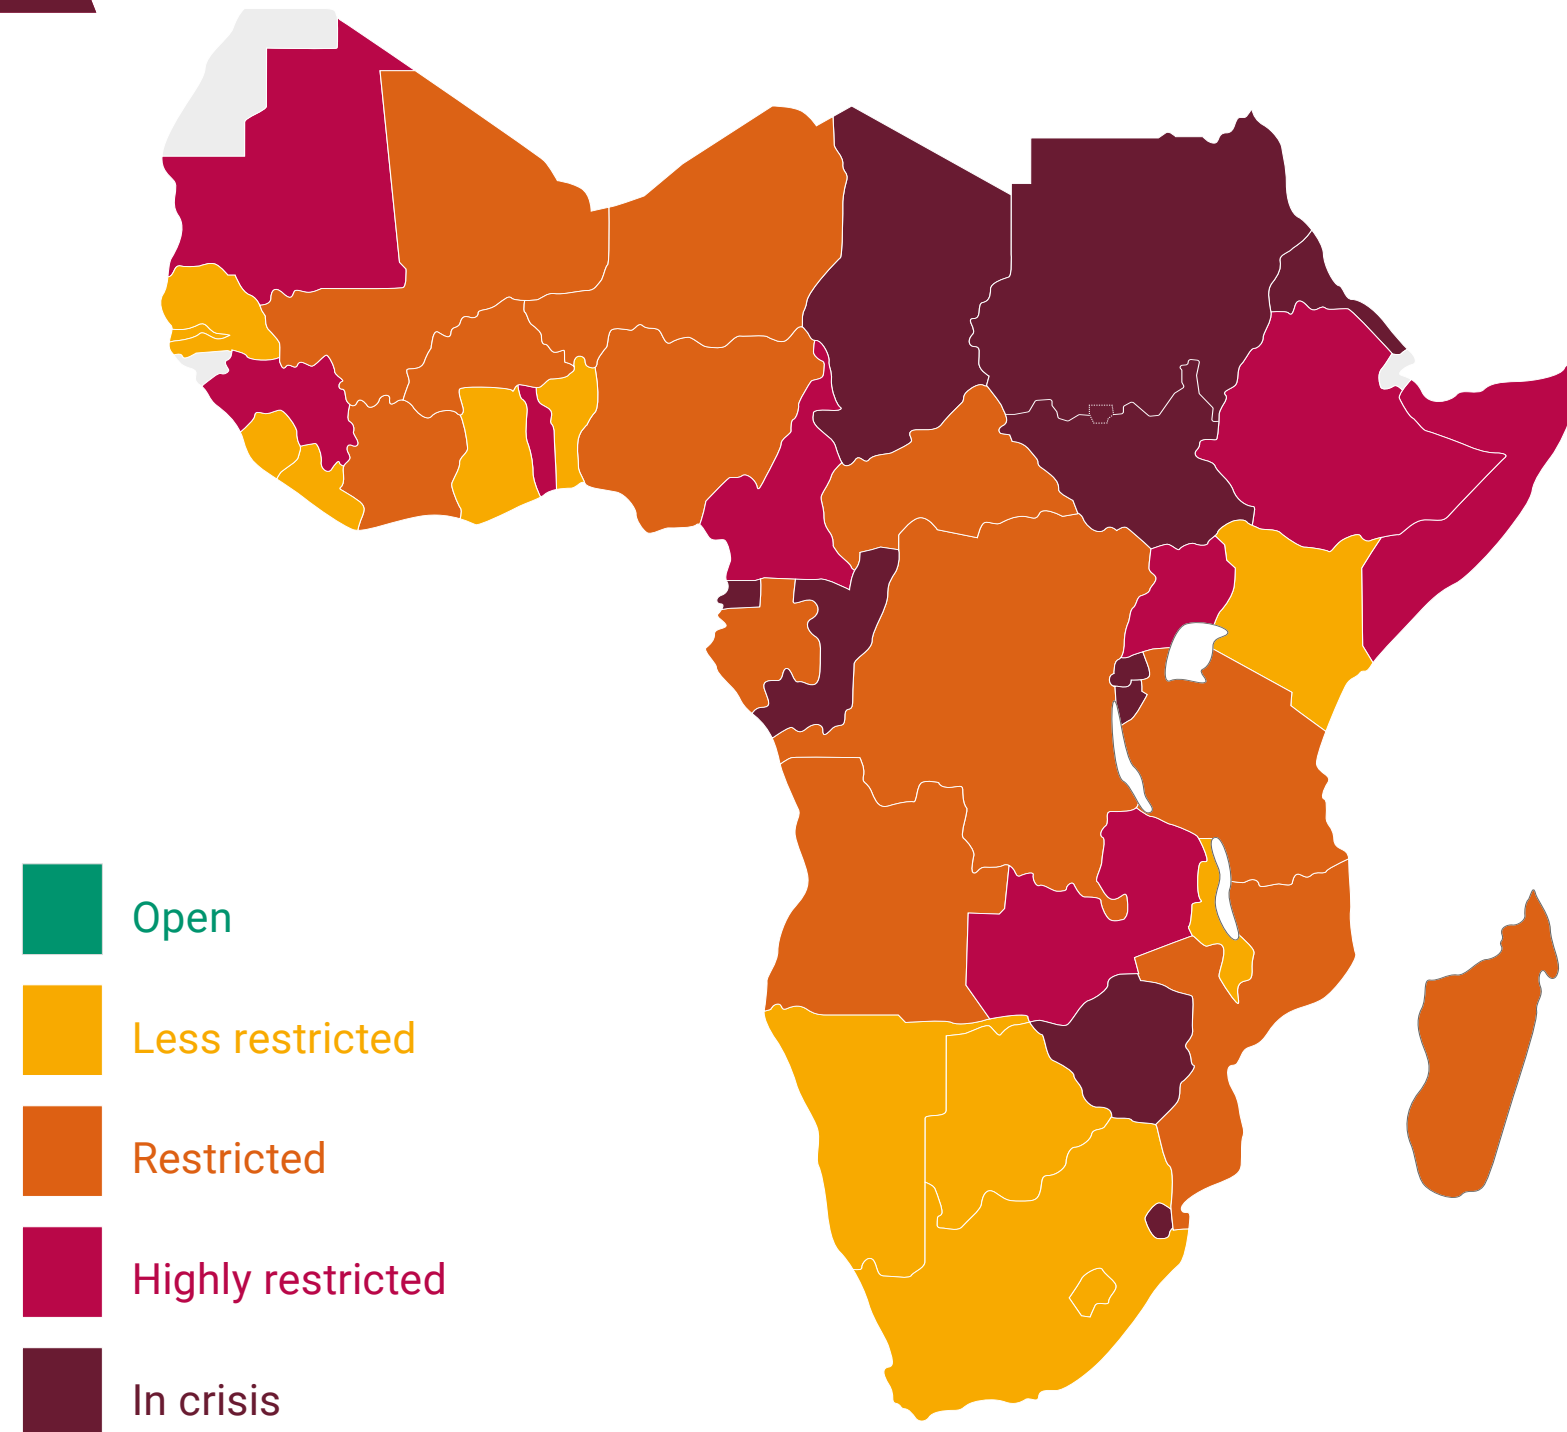 Open
Less restricted
Restricted
Highly restricted
In crisis